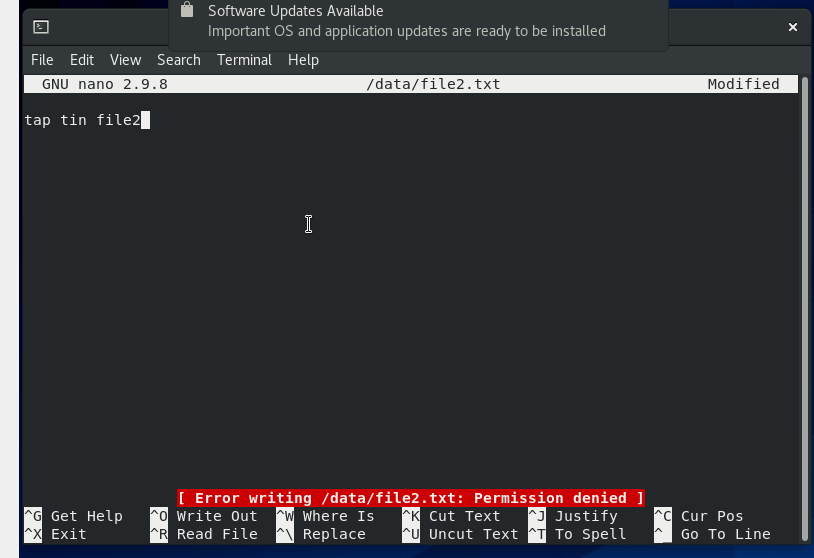 Software Updates Available
Important OS and application updates are ready to be installed
File Edit View Search Terminal Help
GNU nano 2.9.8 /data/file2.txt Modified
tap tin file2
[ Error writing /data/file2.txt: Permission denied ]
^G Get Help ^O Write Out ^W Where Is ^K Cut Text ^J Justify ^C Cur Pos
^X Exit ^R Read File ^\ Replace ^U Uncut Text ^T To Spell ^_ Go To Line